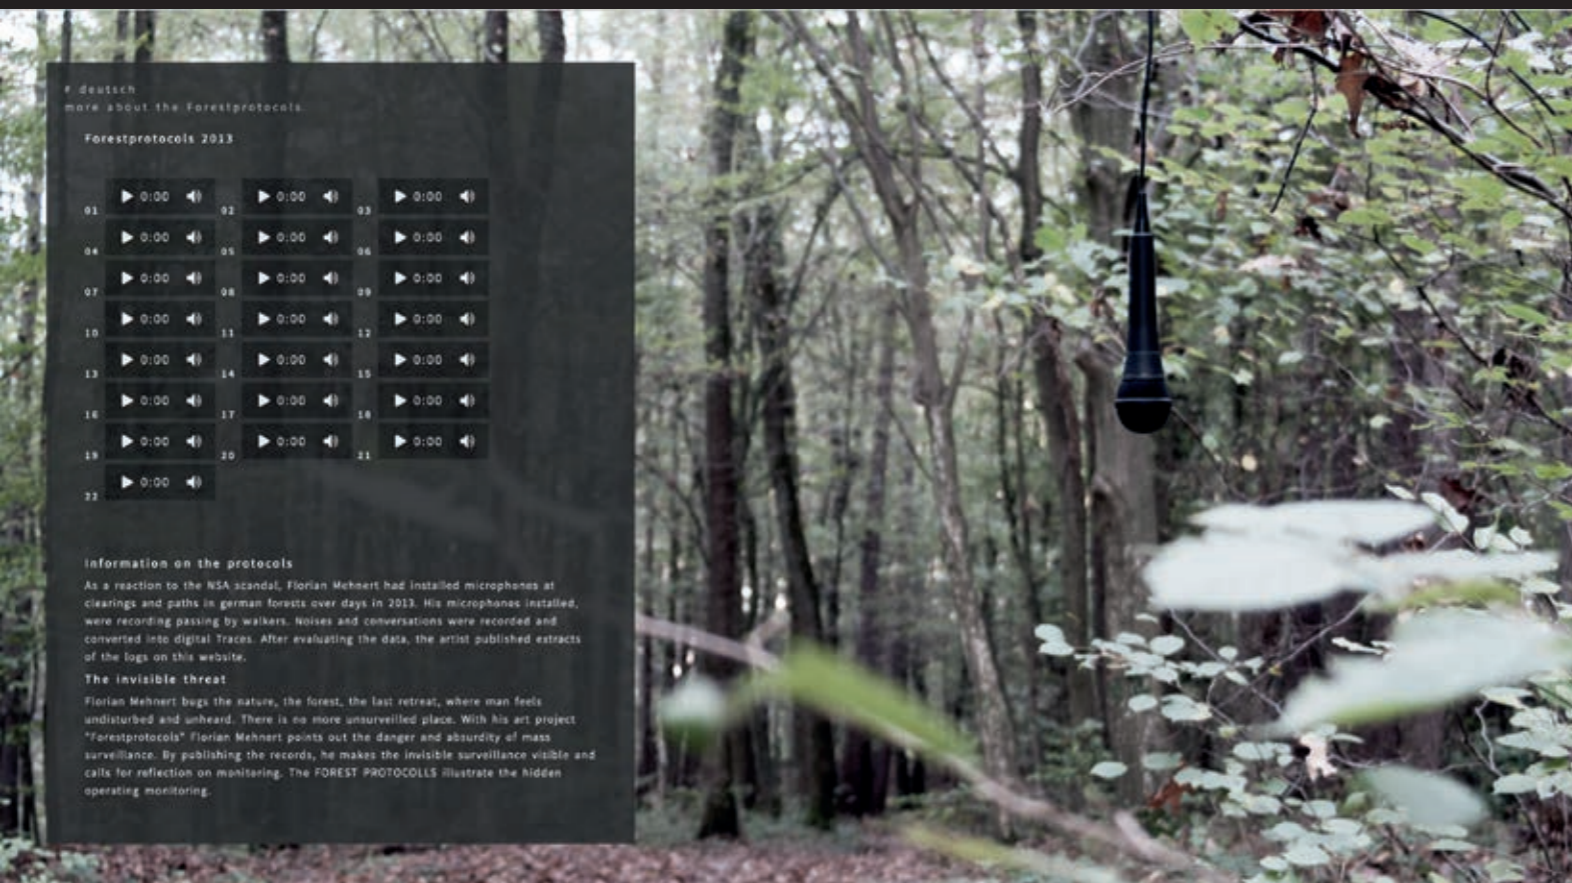 # deutsch
more about the Forestprotocols.
Forestprotocols 2013
01 0:00 02 0:00 03 0:00
04 0:00 05 0:00 06 0:00
07 0:00 08 0:00 09 0:00
10 0:00 11 0:00 12 0:00
13 0:00 14 0:00 15 0:00
16 0:00 17 0:00 18 0:00
19 0:00 20 0:00 21 0:00
22 0:00
Information on the protocols
As a reaction to the NSA scandal, Florian Mehnert had installed microphones at
clearings and paths in german forests over days in 2013. His microphones installed,
were recording passing by walkers. Noises and conversations were recorded and
converted into digital Traces. After evaluating the data, the artist published extracts
of the logs on this website.
The invisible threat
Florian Mehnert bugs the nature, the forest, the last retreat, where man feels
undisturbed and unheard. There is no more unsurveilled place. With his art project
"Forestprotocols" Florian Mehnert points out the danger and absurdity of mass
surveillance. By publishing the records, he makes the invisible surveillance visible and
calls for reflection on monitoring. The FOREST PROTOCOLLS illustrate the hidden
operating monitoring.